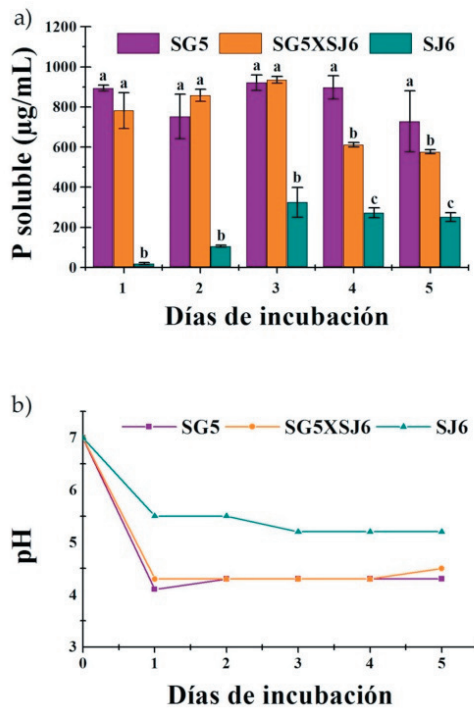 a)
SG5 SG5XSJ6 SJ6
1200
1000
800
600
400
200
0
P soluble (µg/mL)
a a b
a a b
a a b
a b c
a b c
1 2 3 4 5
Días de incubación
b)
SG5 SG5XSJ6 SJ6
7
6
5
4
3
pH
0 1 2 3 4 5
Días de incubación